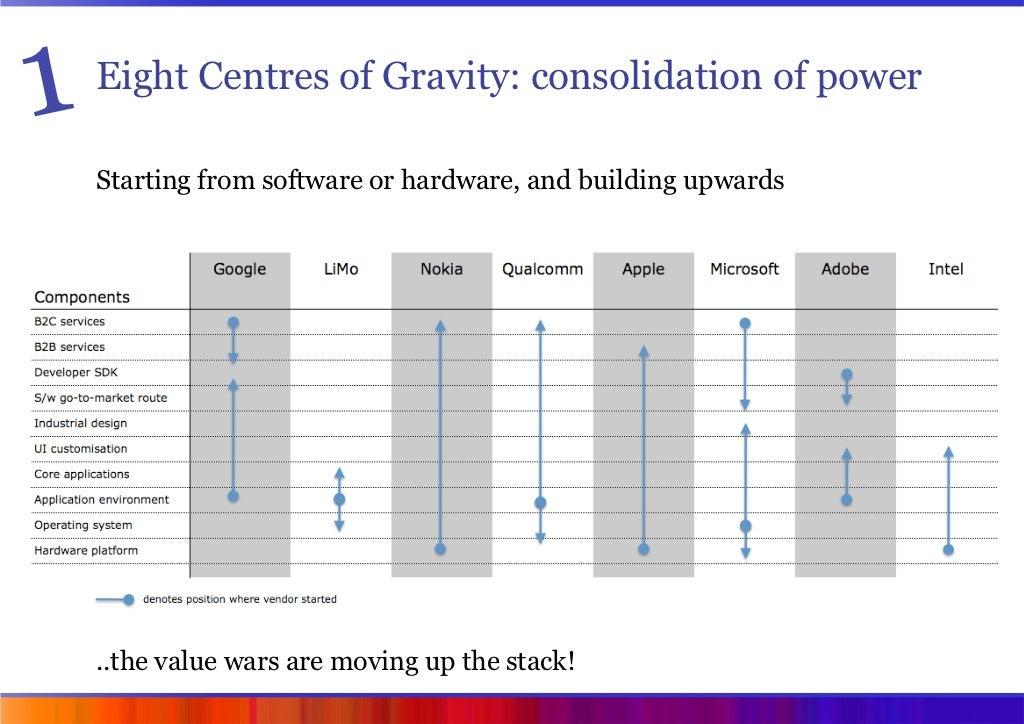 1
Eight Centres of Gravity: consolidation of power
Starting from software or hardware, and building upwards
Google LiMo Nokia Qualcomm Apple Microsoft Adobe Intel
Components
B2C services
B2B services
Developer SDK
S/w go-to-market route
Industrial design
UI customisation
Core applications
Application environment
Operating system
Hardware platform
denotes position where vendor started
..the value wars are moving up the stack!